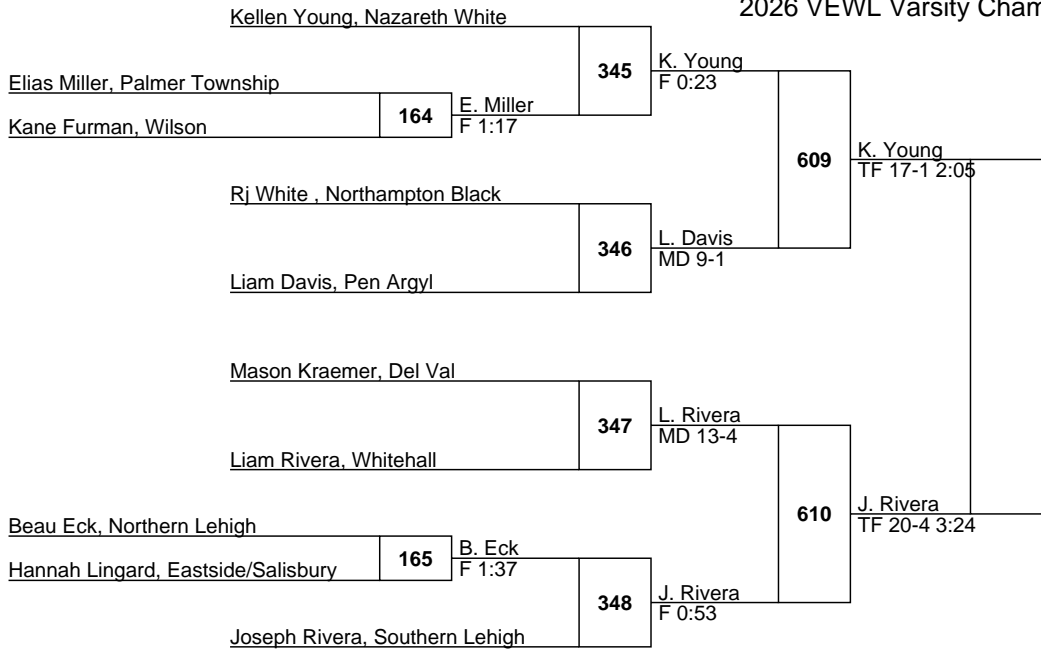 2026 VEWL Varsity Cham
Kellen Young, Nazareth White
345
K. Young
F 0:23
Elias Miller, Palmer Township
164
E. Miller
F 1:17
Kane Furman, Wilson
609
K. Young
TF 17-1 2:05
Rj White , Northampton Black
346
L. Davis
MD 9-1
Liam Davis, Pen Argyl
Mason Kraemer, Del Val
347
L. Rivera
MD 13-4
Liam Rivera, Whitehall
610
J. Rivera
TF 20-4 3:24
Beau Eck, Northern Lehigh
165
B. Eck
F 1:37
Hannah Lingard, Eastside/Salisbury
348
J. Rivera
F 0:53
Joseph Rivera, Southern Lehigh